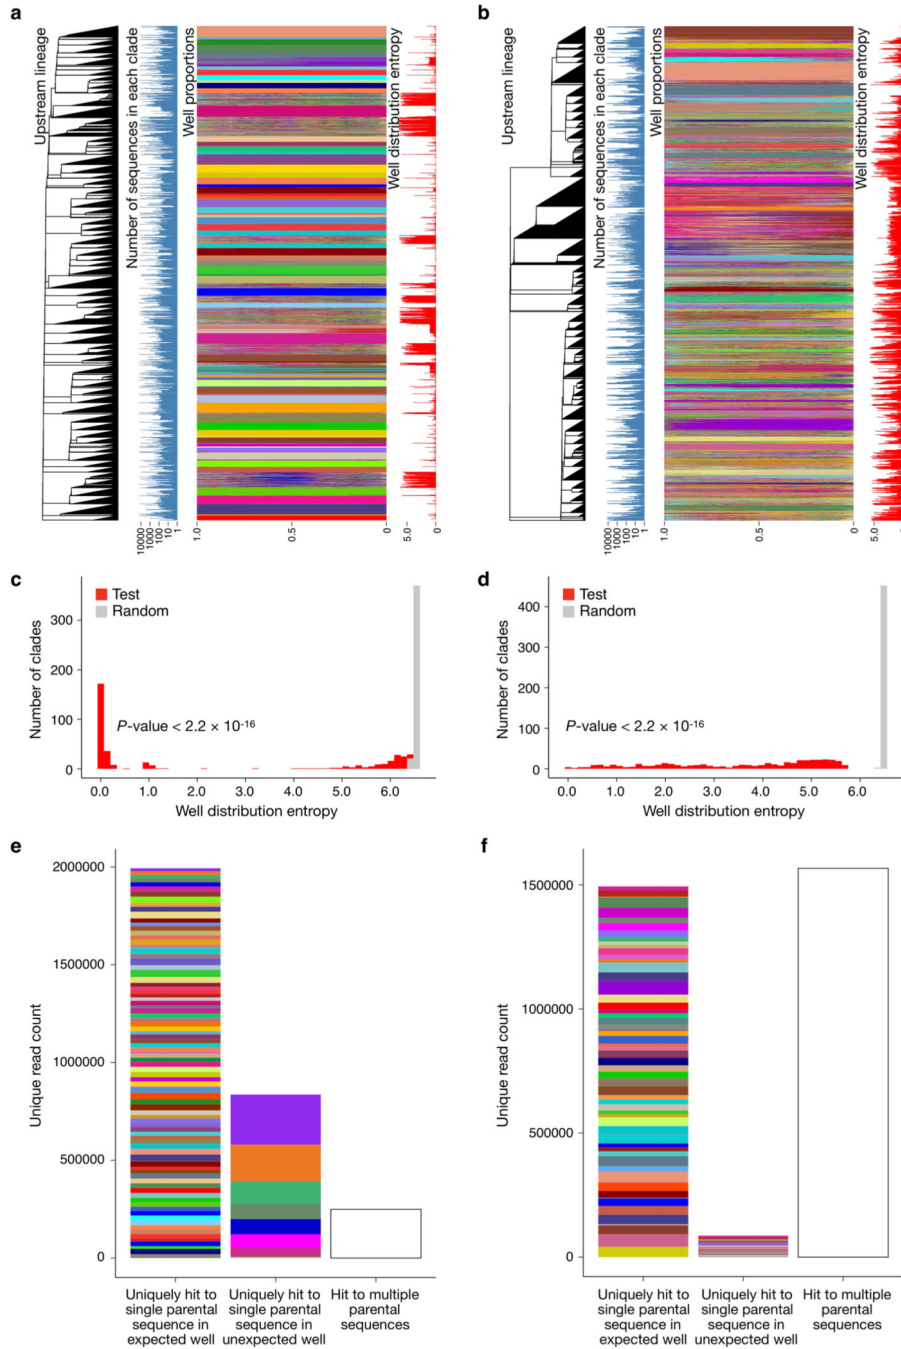 a
Upstream lineage
Number of sequences in each clade
Well proportions
Well distribution entropy
10000
1000
100
10
1
1.0
0.5
0
5.0
0
b
Upstream lineage
Number of sequences in each clade
Well proportions
Well distribution entropy
10000
1000
100
10
1
1.0
0.5
0
5.0
0
c
Number of clades
300
200
100
0
Test
Random
P-value < 2.2 × 10-16
0.0 1.0 2.0 3.0 4.0 5.0 6.0
Well distribution entropy
d
Number of clades
400
300
200
100
0
Test
Random
P-value < 2.2 × 10-16
0.0 1.0 2.0 3.0 4.0 5.0 6.0
Well distribution entropy
e
Unique read count
2000000
1500000
1000000
500000
0
Uniquely hit to
single parental
sequence in
expected well
Uniquely hit to
single parental
sequence in
unexpected well
Hit to multiple
parental
sequences
f
Unique read count
1500000
1000000
500000
0
Uniquely hit to
single parental
sequence in
expected well
Uniquely hit to
single parental
sequence in
unexpected well
Hit to multiple
parental
sequences